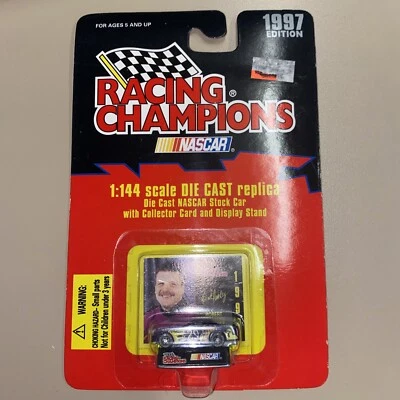 FOR AGES 5 AND UP
1997
EDITION
RACING
CHAMPIONS®
NASCAR
1:144 scale DIE CAST replica
Die Cast NASCAR Stock Car
with Collector Card and Display Stand
WARNING:
CHOKING HAZARD- Small parts
Not for Children under 3 years
NASCAR